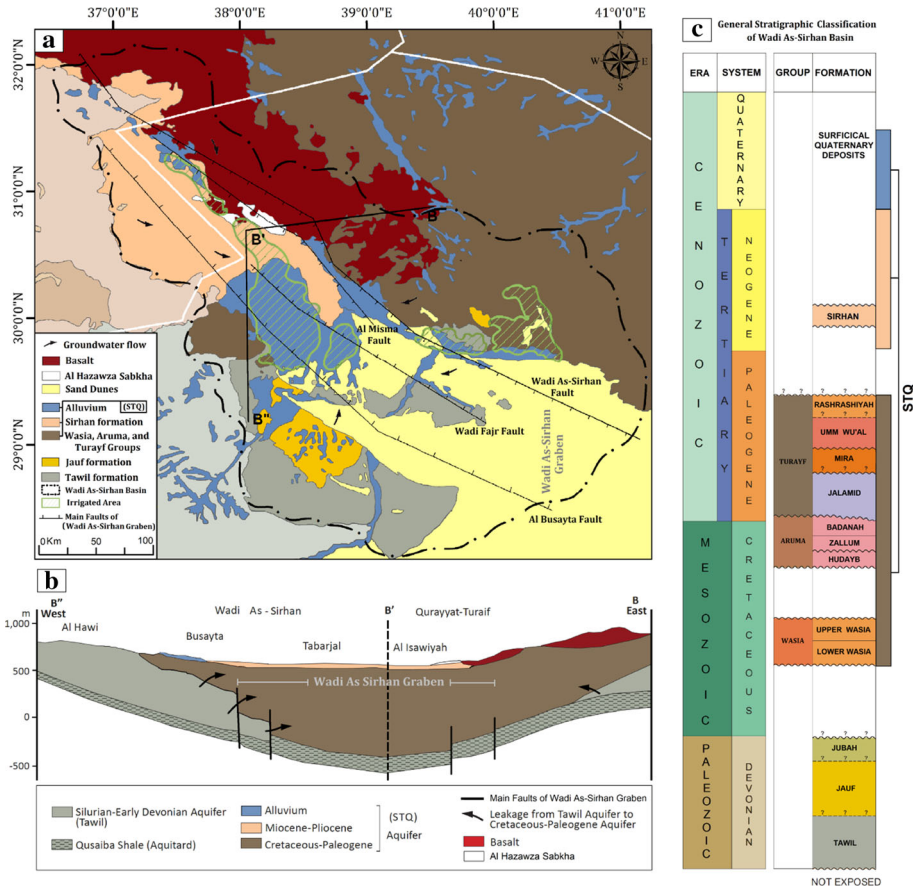 a
37°0'0"E 38°0'0"E 39°0'0"E 40°0'0"E 41°0'0"E
32°0'0"N
31°0'0"N
30°0'0"N
29°0'0"N
N
W E
S
B
B'
B"
Al Misma
Fault
Wadi As-Sirhan
Fault
Wadi Fajr Fault
Wadi As-Sirhan
Graben
Al Busayta Fault
Groundwater flow
Basalt
Al Hazawza Sabkha
Sand Dunes
Alluvium (STQ)
Sirhan formation
Wasia, Aruma, and
Turayf Groups
Jauf formation
Tawil formation
Wadi As-Sirhan Basin
Irrigated Area
Main Faults of
(Wadi As-Sirhan Graben)
0 Km 50 100
b
m
1,000
500
0
-500
B"
West
Wadi As - Sirhan
B'
Qurayyat-Turaif
B
East
Al Hawi
Busayta
Tabarjal
Al Isawiyah
Wadi As Sirhan Graben
Silurian-Early Devonian Aquifer
(Tawil)
Qusaiba Shale (Aquitard)
Alluvium
Miocene-Pliocene
Cretaceous-Paleogene
(STQ)
Aquifer
Main Faults of Wadi As-Sirhan Graben
Leakage from Tawil Aquifer to
Cretaceous-Paleogene Aquifer
Basalt
Al Hazawza Sabkha
c
General Stratigraphic Classification
of Wadi As-Sirhan Basin
ERA SYSTEM GROUP FORMATION
CENOZOIC
QUATERNARY
SURFICICAL
QUATERNARY
DEPOSITS
TERTIARY
NEOGENE
SIRHAN
PALEOGENE
? ? ? ? ?
TURAYF
RASHRASHIYAH
? ? ?
UMM WU'AL
MIRA
? ? ?
JALAMID
MESOZOIC
CRETACEOUS
ARUMA
BADANAH
ZALLUM
HUDAYB
WASIA
UPPER WASIA
LOWER WASIA
PALEOZOIC
DEVONIAN
? ?
JUBAH
? ? ?
JAUF
? ?
TAWIL
NOT EXPOSED
STQ